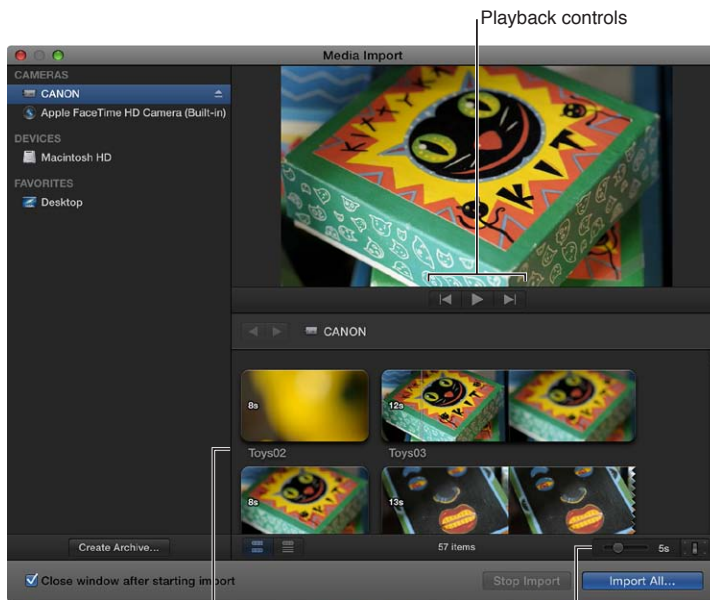 Playback controls
Media Import
CAMERAS
CANON
Apple FaceTime HD Camera (Built-in)
DEVICES
Macintosh HD
FAVORITES
Desktop
KITTY KIT
CANON
8s
12s
Toys02
Toys03
8s
13s
Create Archive...
57 items
5s
Close window after starting import
Stop Import
Import All...